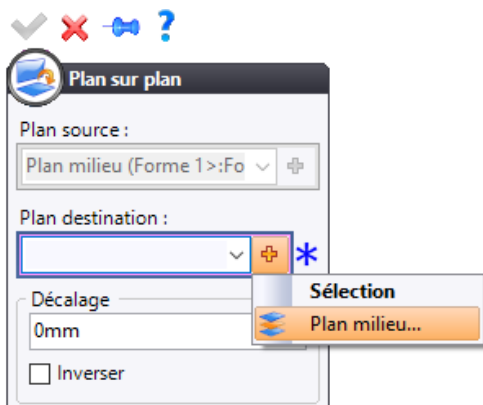 ?
Plan sur plan
Plan source :
Plan milieu (Forme 1>:Fo
Plan destination :
*
Sélection
Plan milieu...
Décalage
0mm
Inverser